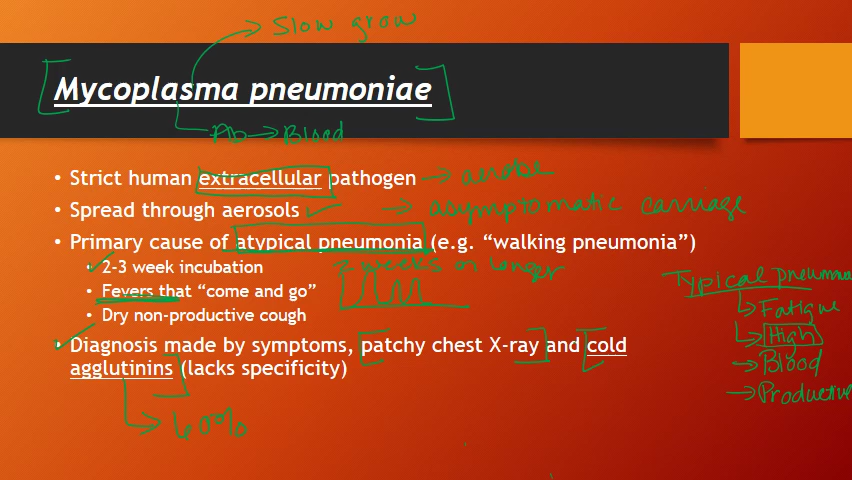 Slow grow
Mycoplasma pneumoniae
Ab → Blood
• Strict human extracellular pathogen → aerobe
• Spread through aerosols → asymptomatic carriage
• Primary cause of atypical pneumonia (e.g. “walking pneumonia”)
• 2-3 week incubation
2 weeks or longer
• Fevers that “come and go”
• Dry non-productive cough
• Diagnosis made by symptoms, patchy chest X-ray and cold
agglutinins (lacks specificity)
→ 60%
Typical pneumon
Fatigue
High
→ Blood
→ Productive